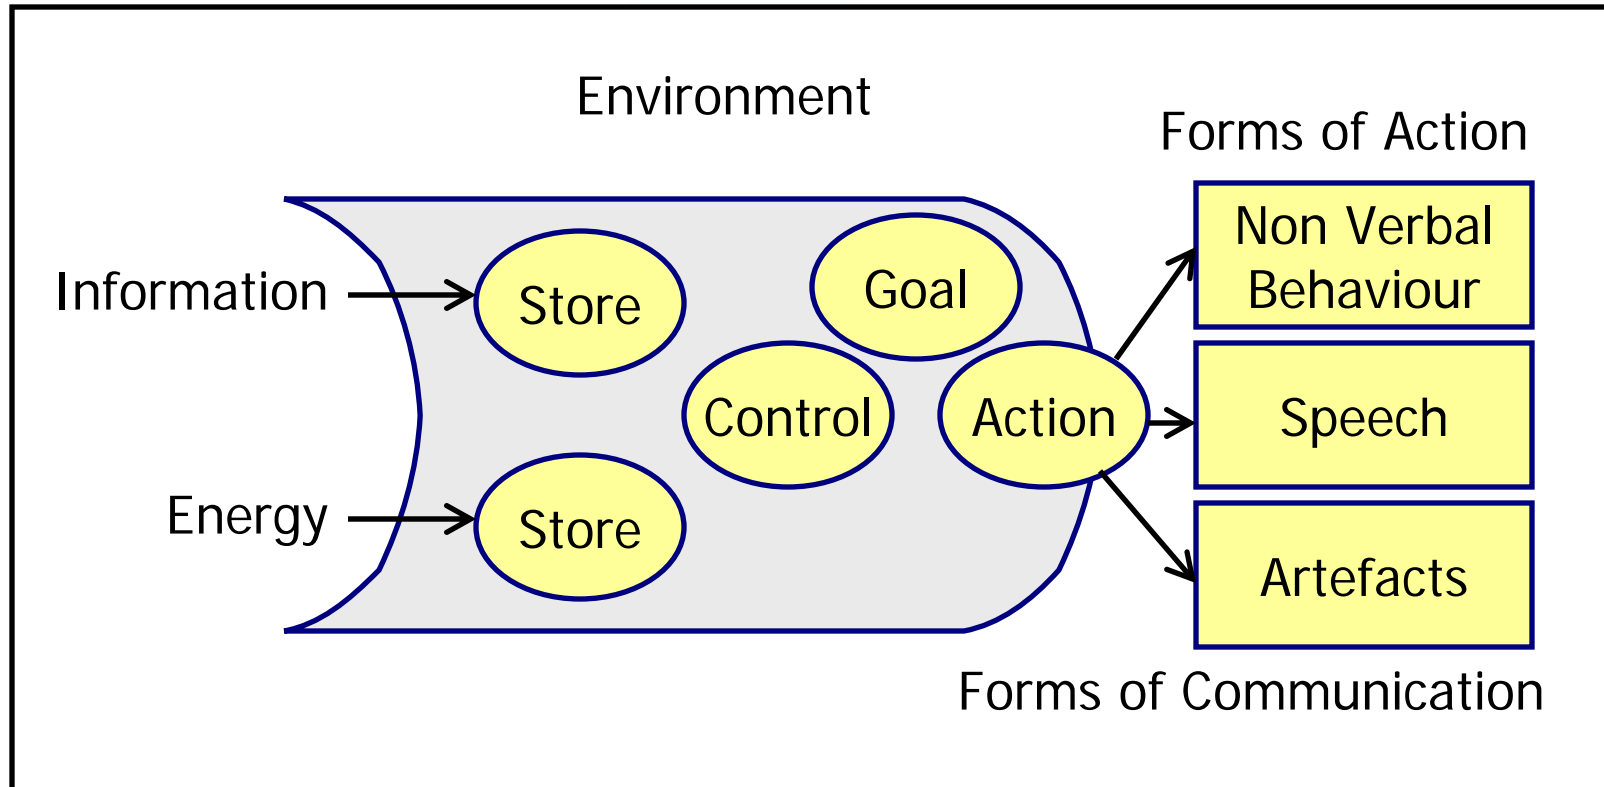 Environment
Forms of Action
Non Verbal
Behaviour
Goal
Information
Store
Control
Action
Speech
Energy
Store
Artefacts
Forms of Communication